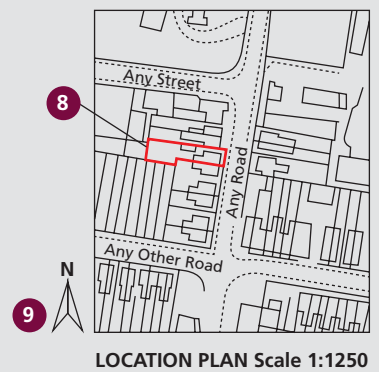 Any Street
8
Any Road
Any Other Road
N
9
LOCATION PLAN Scale 1:1250